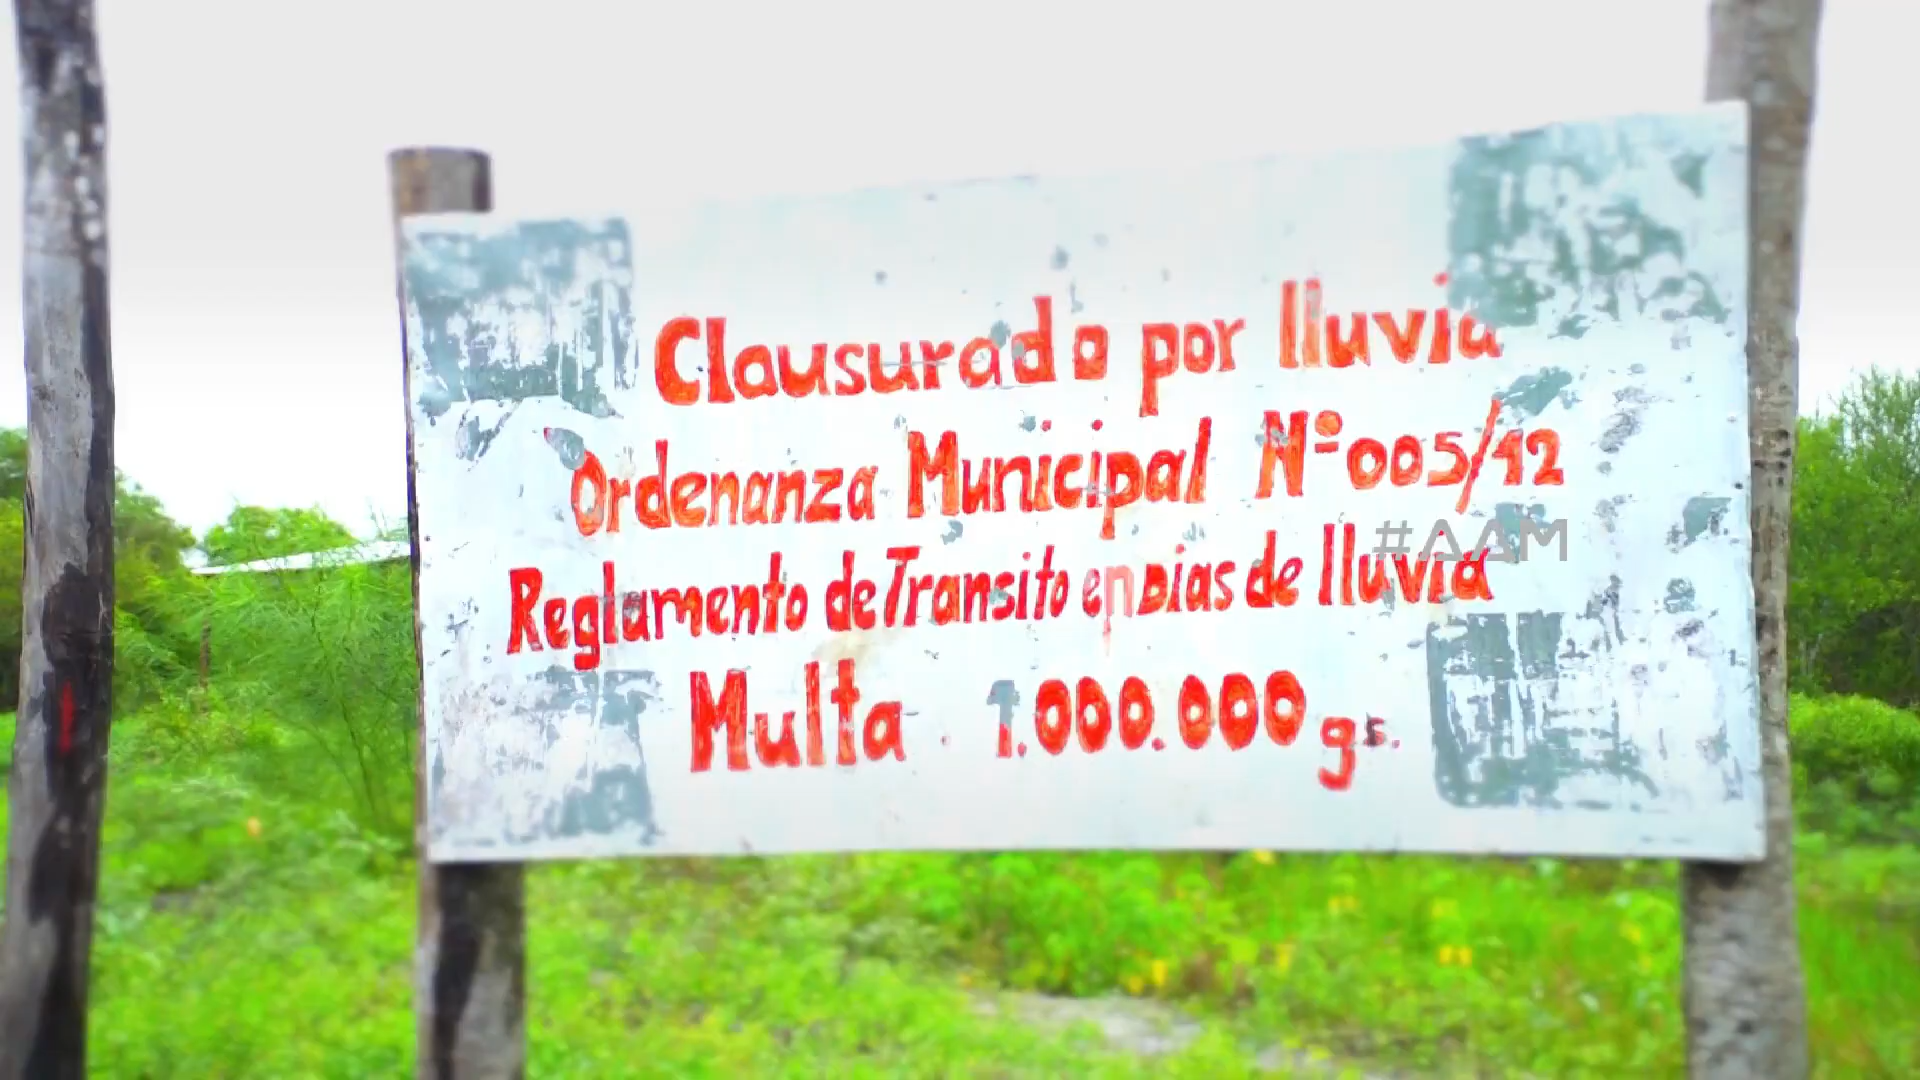 Clausurado por lluvia
Ordenanza Municipal Nº 005/12
Reglamento de Transito en Dias de lluvia
#AAM
Multa 1.000.000 gs.